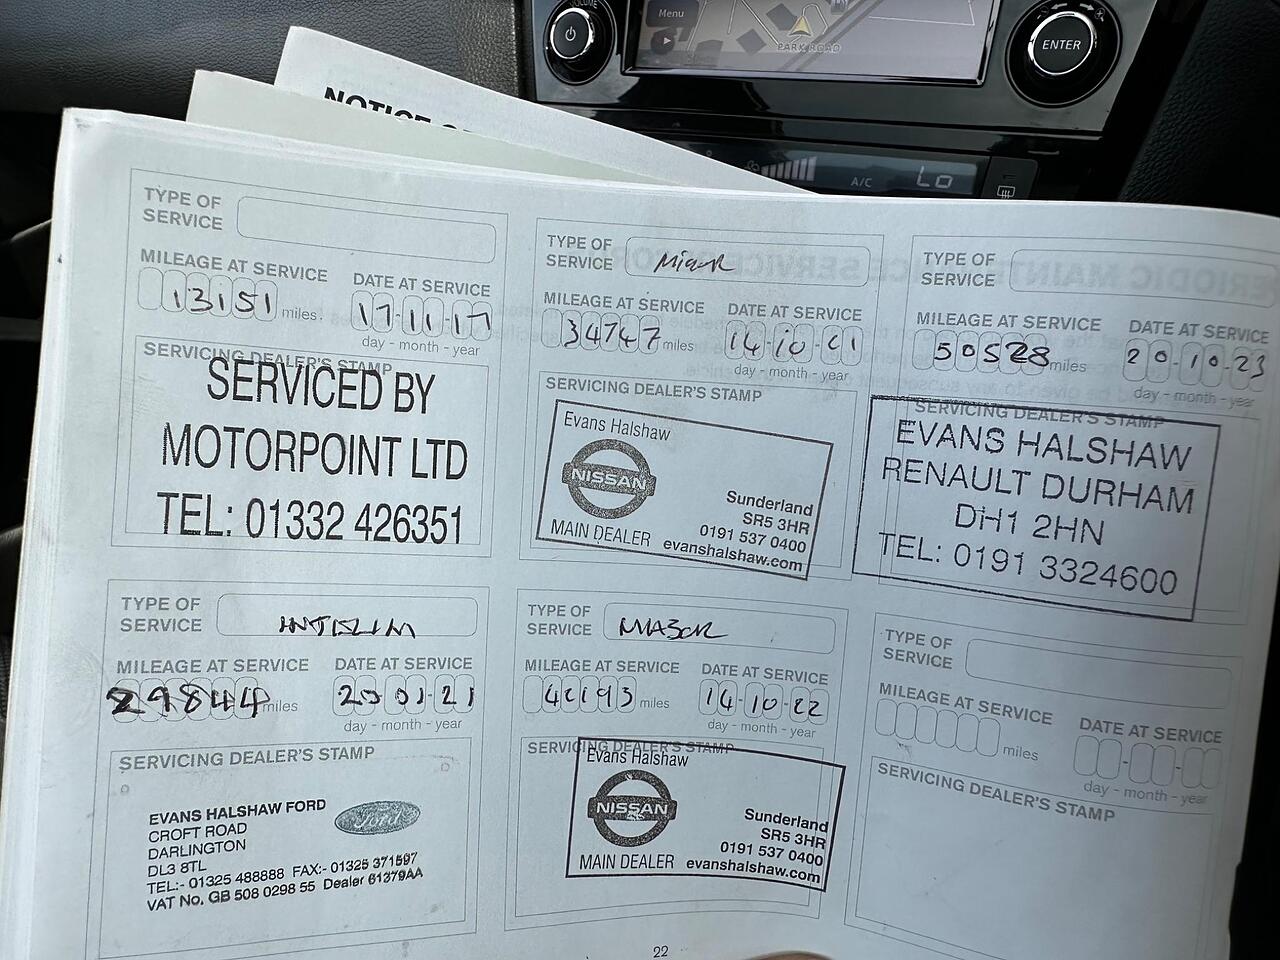 Menu
PARK ROAD
ENTER
A/C
Lo
NOTICE
TYPE OF
SERVICE
MILEAGE AT SERVICE
13151 miles
DATE AT SERVICE
17-11-17
day - month - year
SERVICING DEALER'S STAMP
SERVICED BY
MOTORPOINT LTD
TEL: 01332 426351
TYPE OF
SERVICE
MILEAGE AT SERVICE
34747 miles
DATE AT SERVICE
14-10-21
day - month - year
SERVICING DEALER'S STAMP
Evans Halshaw
NISSAN
MAIN DEALER
Sunderland
SR5 3HR
0191 537 0400
evanshalshaw.com
TYPE OF
SERVICE
MILEAGE AT SERVICE
50528 miles
DATE AT SERVICE
20-10-23
day - month - year
SERVICING DEALER'S STAMP
EVANS HALSHAW
RENAULT DURHAM
DH1 2HN
TEL: 0191 3324600
TYPE OF
SERVICE
MILEAGE AT SERVICE
29844 miles
DATE AT SERVICE
20-01-21
day - month - year
SERVICING DEALER'S STAMP
EVANS HALSHAW FORD
Ford
CROFT ROAD
DARLINGTON
DL3 8TL
TEL:- 01325 488888 FAX:- 01325 371597
VAT No. GB 508 0298 55 Dealer 61379AA
TYPE OF
SERVICE MAJOR
MILEAGE AT SERVICE
42193 miles
DATE AT SERVICE
14-10-22
day - month - year
SERVICING DEALER'S STAMP
Evans Halshaw
NISSAN
MAIN DEALER
Sunderland
SR5 3HR
0191 537 0400
evanshalshaw.com
TYPE OF
SERVICE
MILEAGE AT SERVICE
miles
DATE AT SERVICE
day - month - year
SERVICING DEALER'S STAMP
22